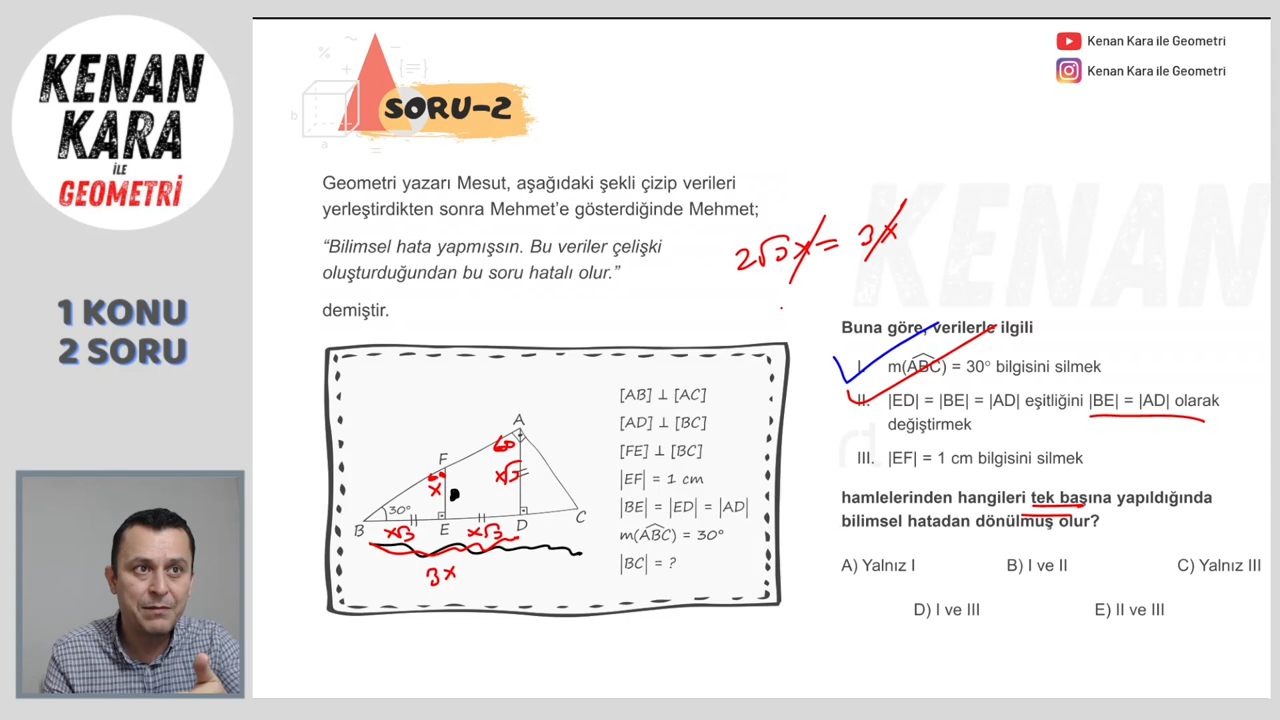 KENAN
KARA
İLE
GEOMETRİ
1 KONU
2 SORU
Kenan Kara ile Geometri
Kenan Kara ile Geometri
SORU-2
Geometri yazarı Mesut, aşağıdaki şekli çizip verileri
yerleştirdikten sonra Mehmet'e gösterdiğinde Mehmet;
"Bilimsel hata yapmışsın. Bu veriler çelişki
oluşturduğundan bu soru hatalı olur."
demiştir.
2√3x = 3x
A
F
60
60
x
x√3
30°
B
E
D
C
x√3
x√3
3x
[AB] ⊥ [AC]
[AD] ⊥ [BC]
[FE] ⊥ [BC]
|EF| = 1 cm
|BE| = |ED| = |AD|
m(ABC) = 30°
|BC| = ?
KENAN
Buna göre, verilerle ilgili
I. m(ABC) = 30° bilgisini silmek
II. |ED| = |BE| = |AD| eşitliğini |BE| = |AD| olarak
değiştirmek
III. |EF| = 1 cm bilgisini silmek
hamlelerinden hangileri tek başına yapıldığında
bilimsel hatadan dönülmüş olur?
A) Yalnız I B) I ve II C) Yalnız III
D) I ve III E) II ve III